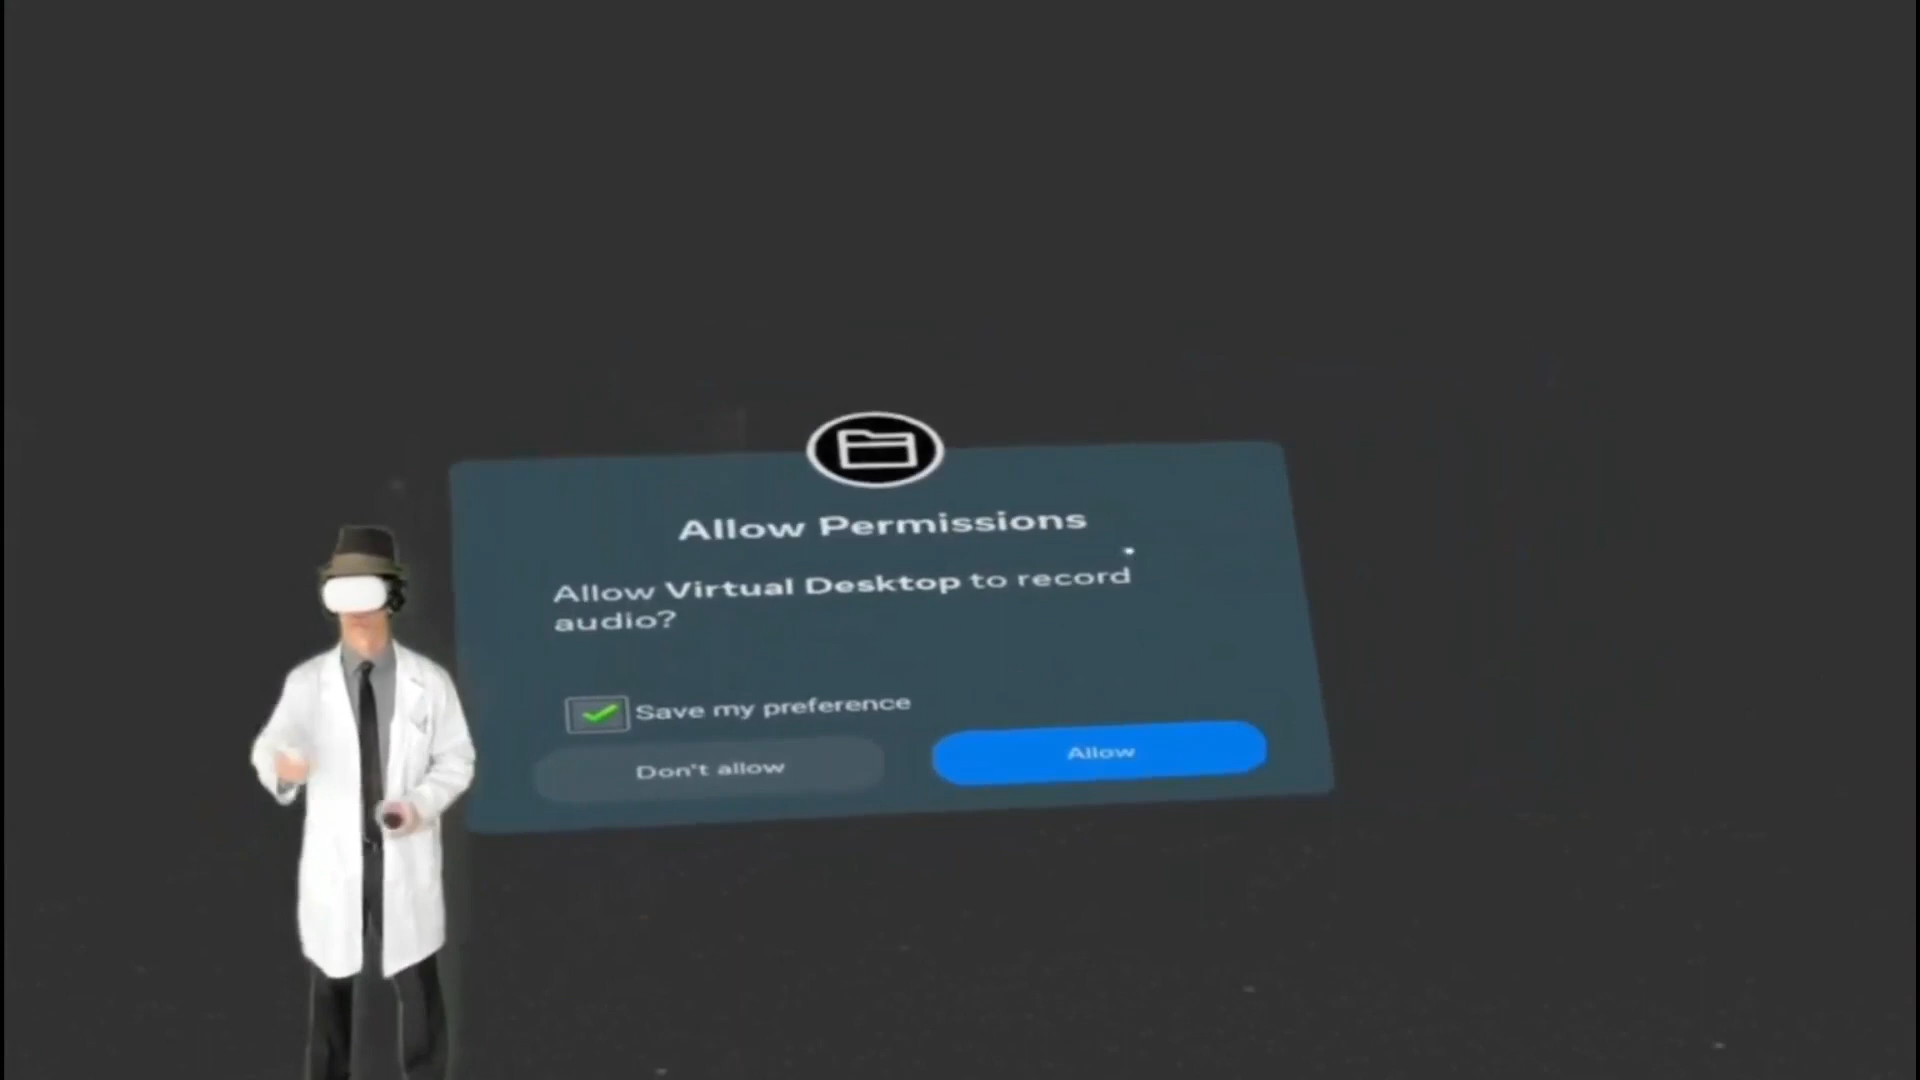 Allow Permissions
Allow Virtual Desktop to record
audio?
Save my preference
Don't allow
Allow